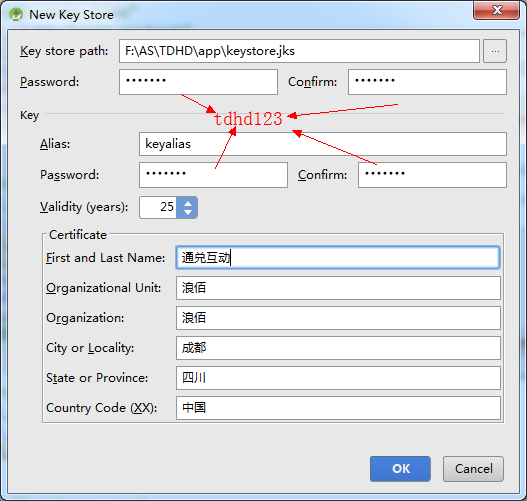 New Key Store
Key store path: F:\AS\TDHD\app\keystore.jks ...
Password: ••••••• Confirm: •••••••
Key
tdhd123
Alias: keyalias
Password: ••••••• Confirm: •••••••
Validity (years): 25
Certificate
First and Last Name: 通兑互动
Organizational Unit: 浪佰
Organization: 浪佰
City or Locality: 成都
State or Province: 四川
Country Code (XX): 中国
OK Cancel